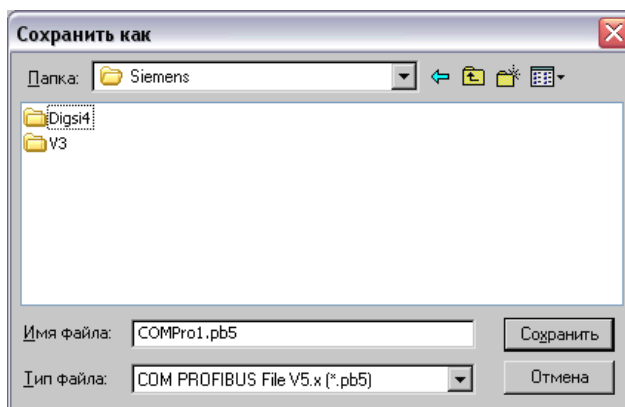 Сохранить как
Папка: Siemens
Digsi4
V3
Имя файла: COMPro1.pb5 Сохранить
Тип файла: COM PROFIBUS File V5.x (*.pb5) Отмена